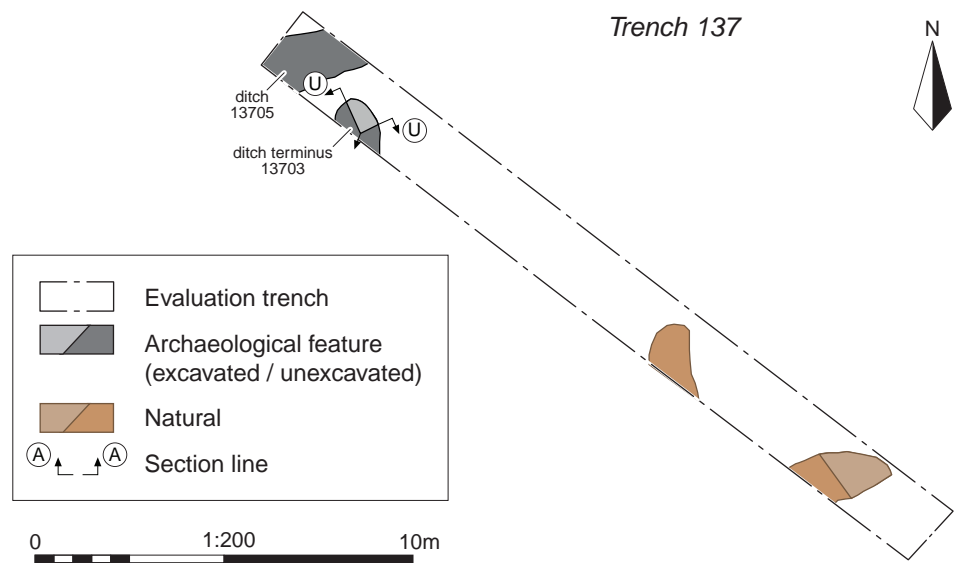 Trench 137
N
U
ditch
13705
U
ditch terminus
13703
Evaluation trench
Archaeological feature
(excavated / unexcavated)
Natural
A A
Section line
0 1:200 10m